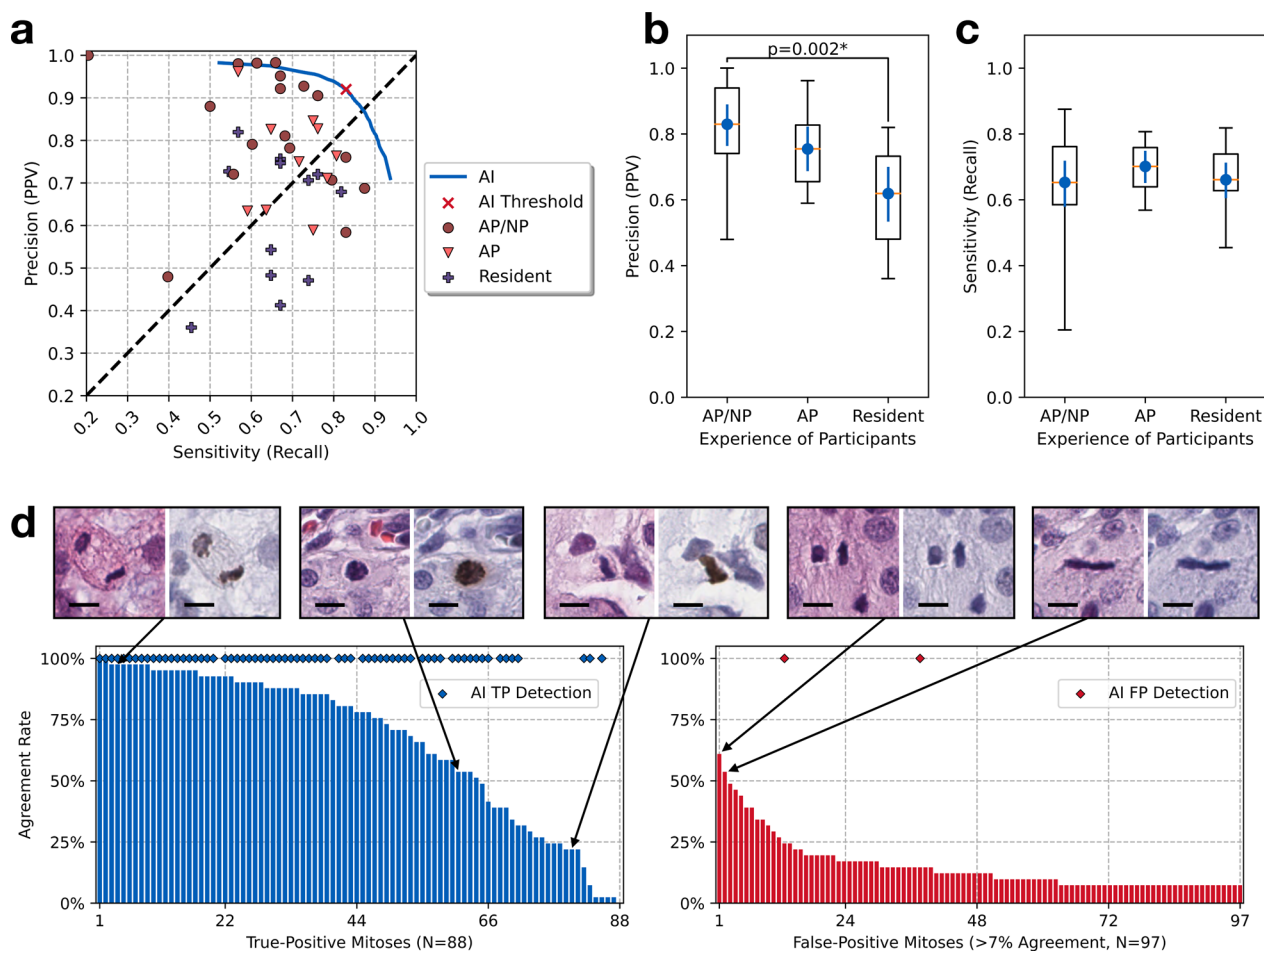 a
1.0
0.9
0.8
0.7
0.6
0.5
0.4
0.3
0.2
Precision (PPV)
0.2 0.3 0.4 0.5 0.6 0.7 0.8 0.9 1.0
Sensitivity (Recall)
AI
AI Threshold
AP/NP
AP
Resident
b
p=0.002*
1.0
0.8
0.6
0.4
0.2
0.0
Precision (PPV)
AP/NP AP Resident
Experience of Participants
c
1.0
0.8
0.6
0.4
0.2
0.0
Sensitivity (Recall)
AP/NP AP Resident
Experience of Participants
d
100%
75%
50%
25%
0%
Agreement Rate
AI TP Detection
1 22 44 66 88
True-Positive Mitoses (N=88)
100%
75%
50%
25%
0%
AI FP Detection
1 24 48 72 97
False-Positive Mitoses (>7% Agreement, N=97)